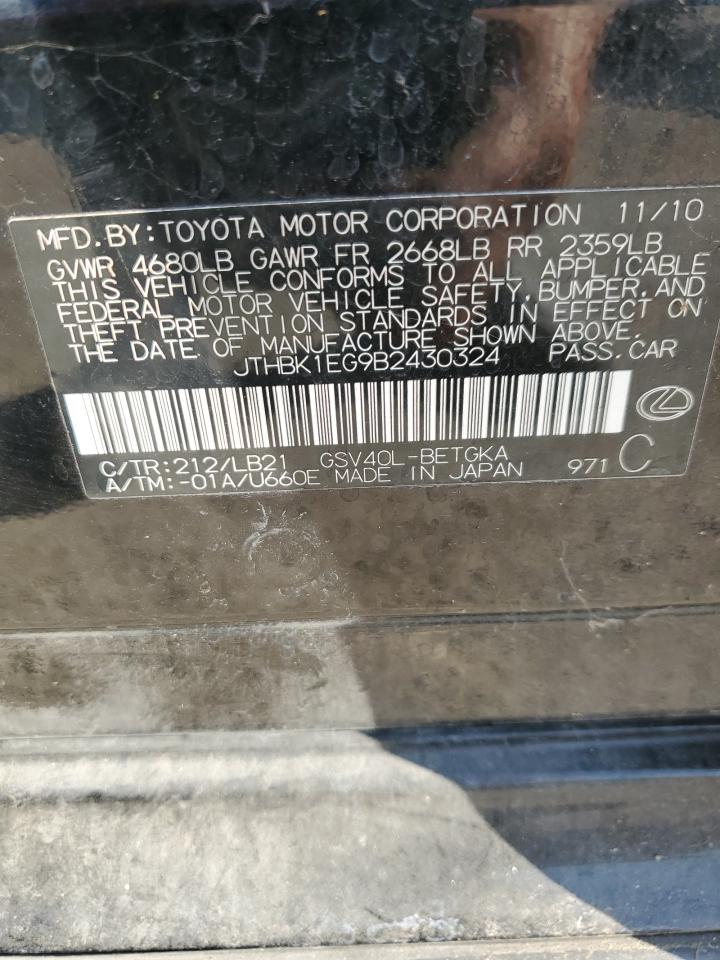 MFD. BY: TOYOTA MOTOR CORPORATION 11/10
GVWR 4680LB GAWR FR 2668LB RR 2359LB
THIS VEHICLE CONFORMS TO ALL APPLICABLE
FEDERAL MOTOR VEHICLE SAFETY, BUMPER, AND
THEFT PREVENTION STANDARDS IN EFFECT ON
THE DATE OF MANUFACTURE SHOWN ABOVE.
JTHBK1EG9B2430324 PASS. CAR
C/TR: 212/LB21 GSV40L-BETGKA
A/TM: -01A/U660E MADE IN JAPAN 971 C